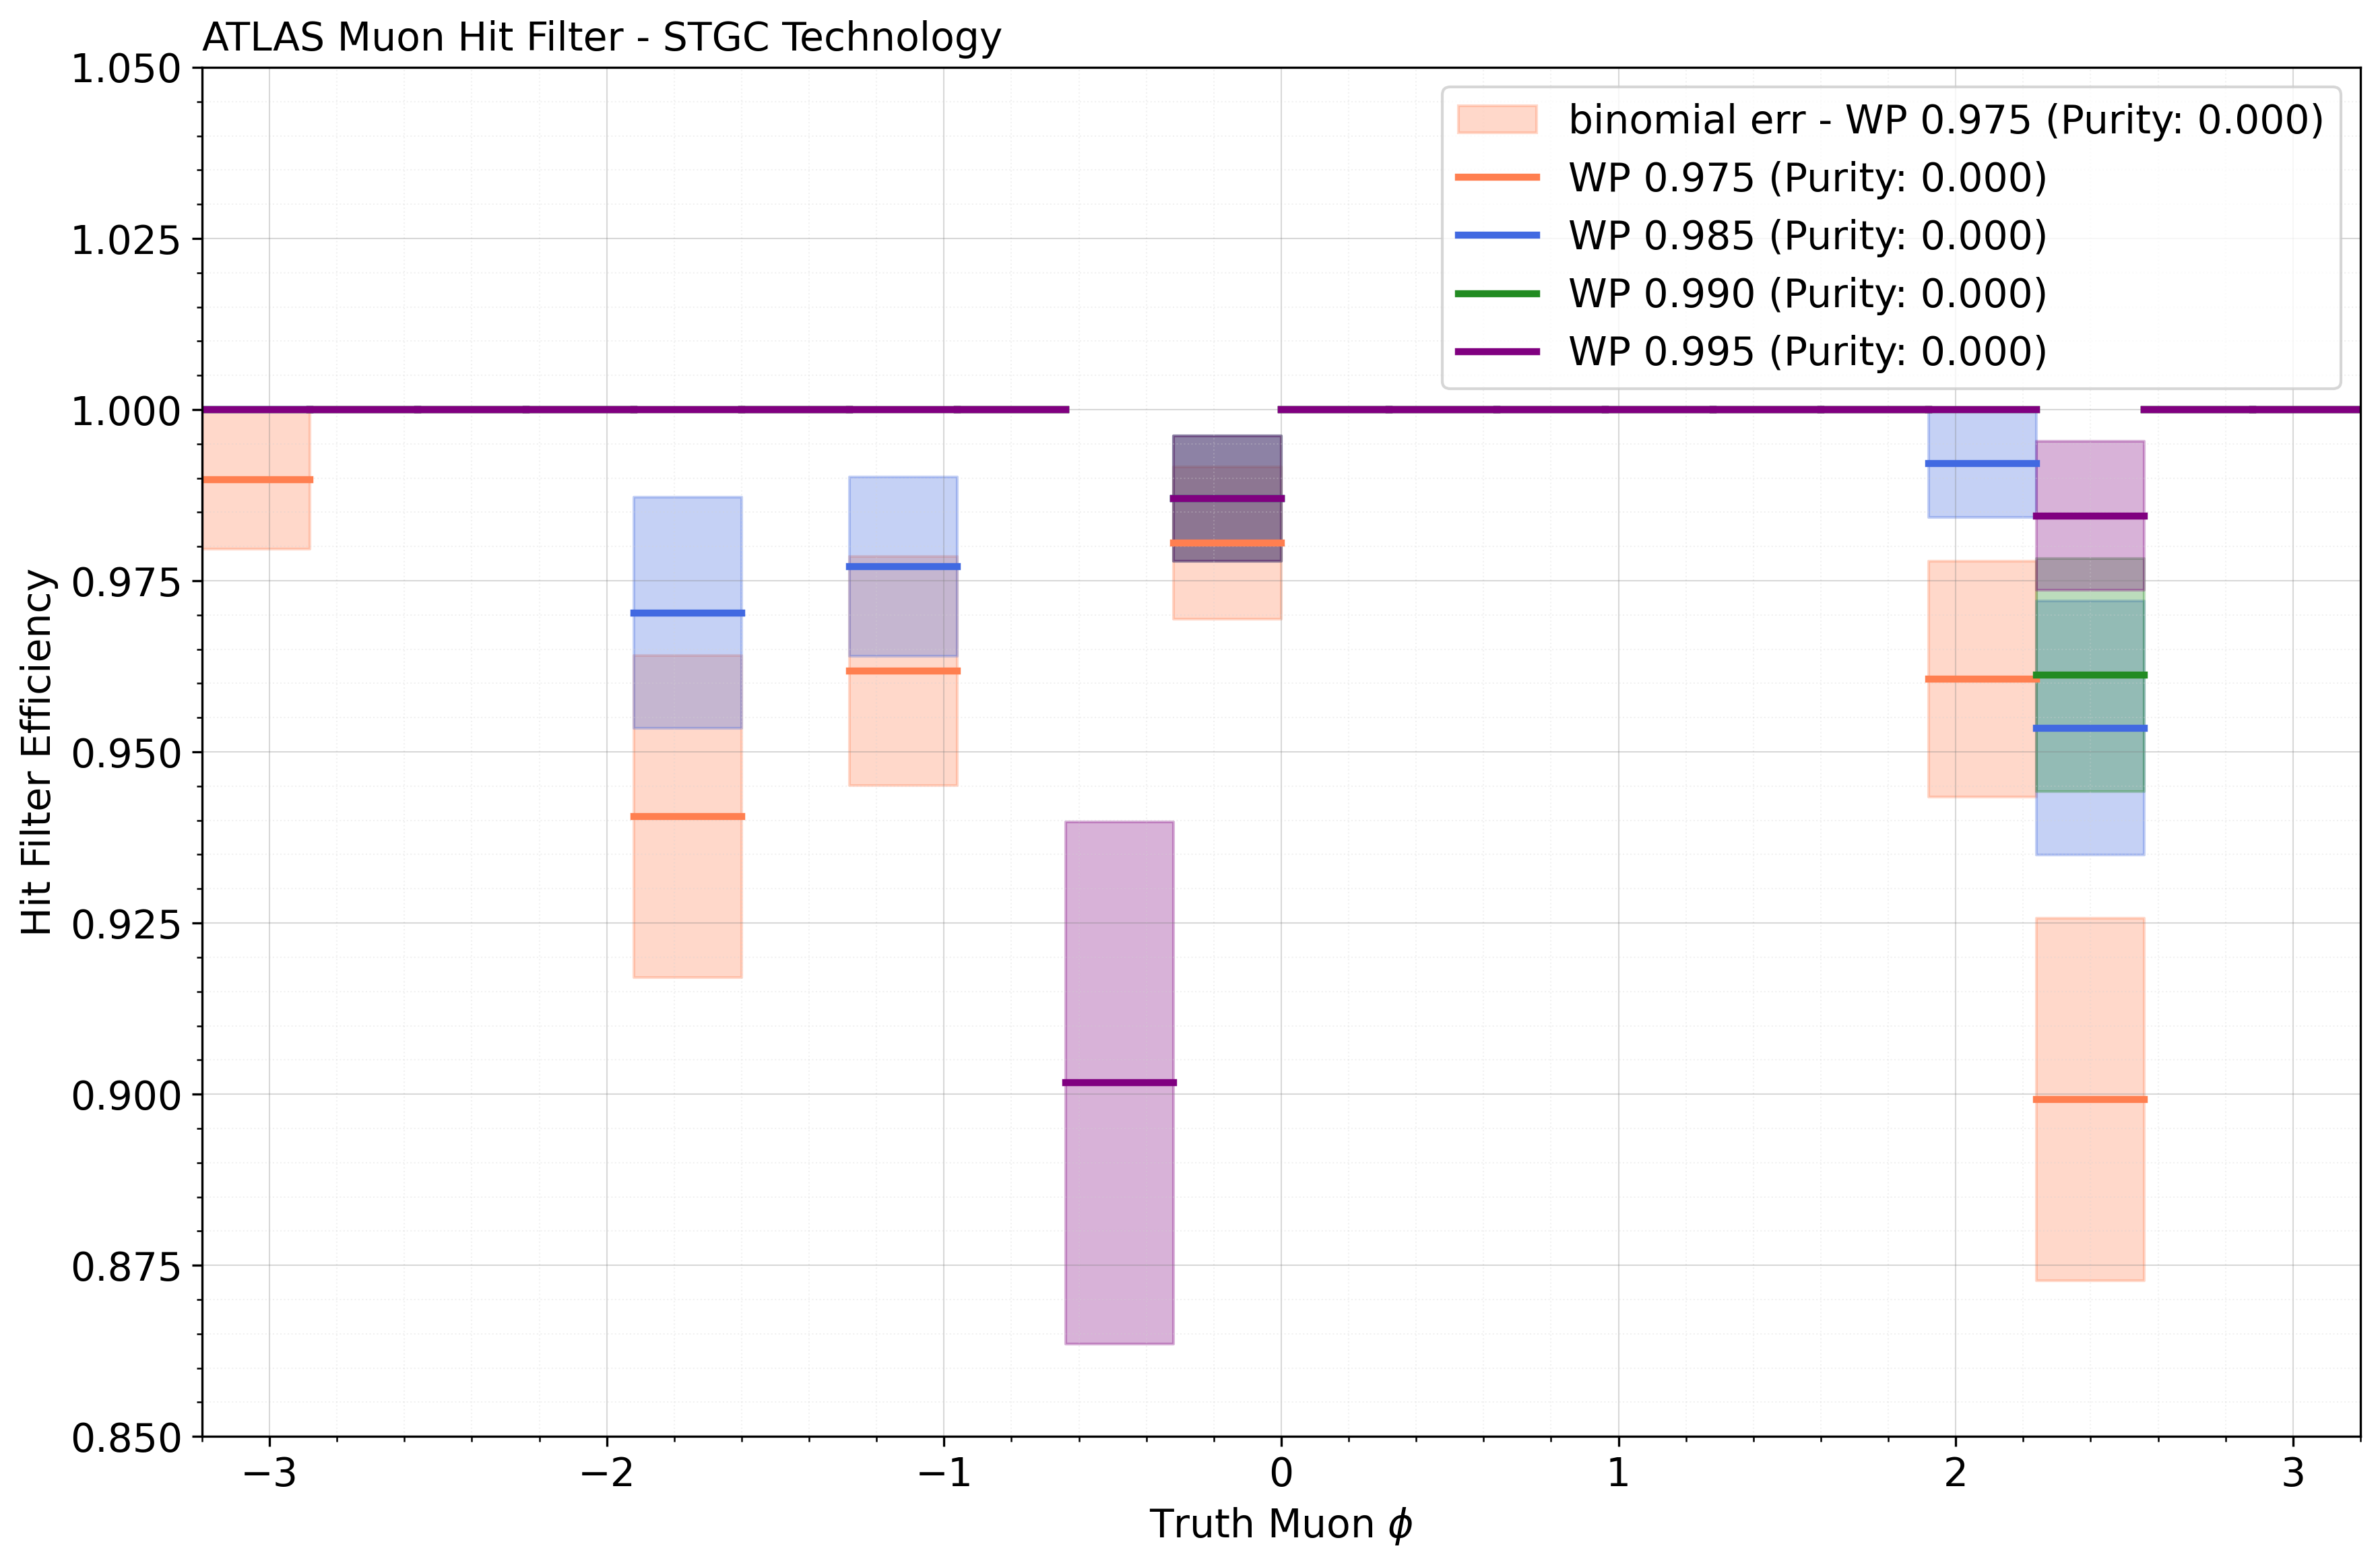 ATLAS Muon Hit Filter - STGC Technology
1.050
1.025
1.000
0.975
0.950
0.925
0.900
0.875
0.850
Hit Filter Efficiency
binomial err - WP 0.975 (Purity: 0.000)
WP 0.975 (Purity: 0.000)
WP 0.985 (Purity: 0.000)
WP 0.990 (Purity: 0.000)
WP 0.995 (Purity: 0.000)
−3 −2 −1 0 1 2 3
Truth Muon ϕ